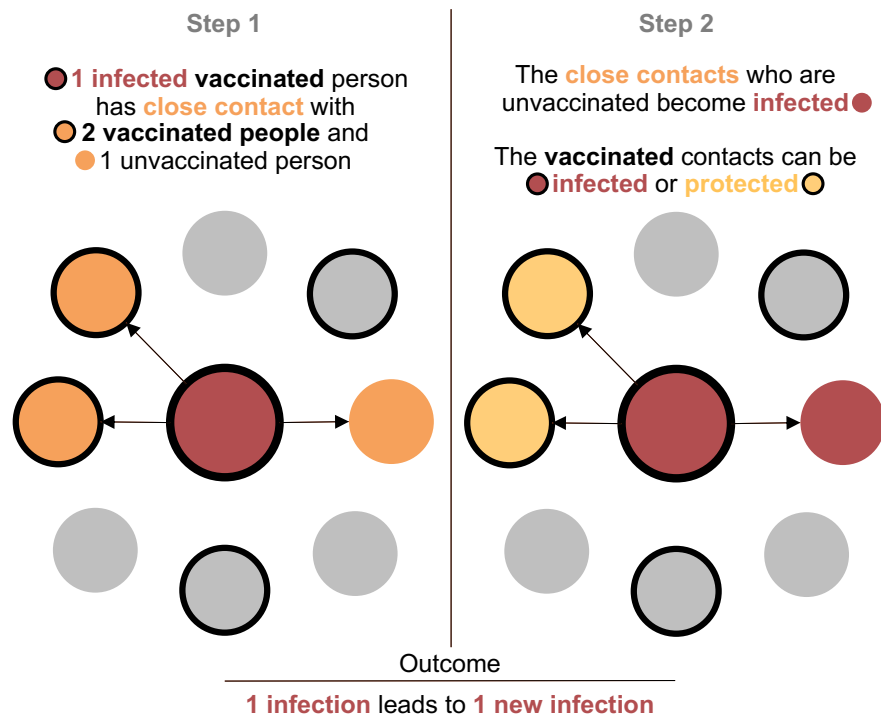 Step 1
1 infected vaccinated person
has close contact with
2 vaccinated people and
1 unvaccinated person
Step 2
The close contacts who are
unvaccinated become infected
The vaccinated contacts can be
infected or protected
Outcome
1 infection leads to 1 new infection